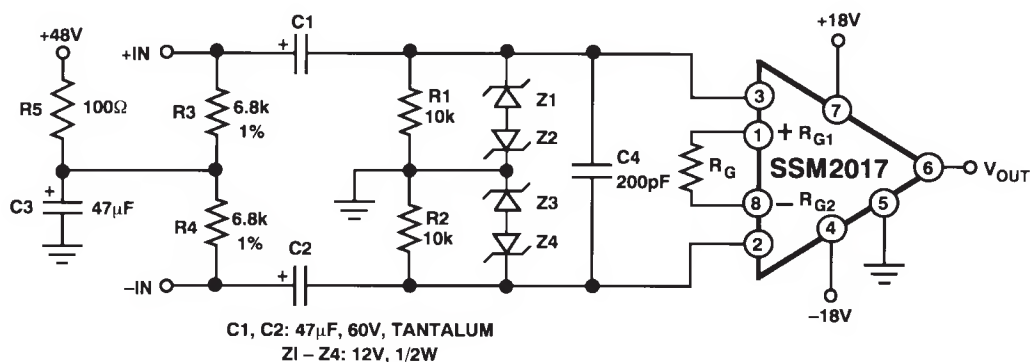 C1
+18V
+48V
+IN
+
R5
100Ω
R3
6.8k
1%
R1
10k
Z1
Z2
3
7
1
+ RG1
RG
SSM2017
6
VOUT
C4
200pF
+
C3
47µF
R4
6.8k
1%
R2
10k
Z3
Z4
8
– RG2
5
4
2
C2
–IN
+
–18V
C1, C2: 47µF, 60V, TANTALUM
ZI – Z4: 12V, 1/2W